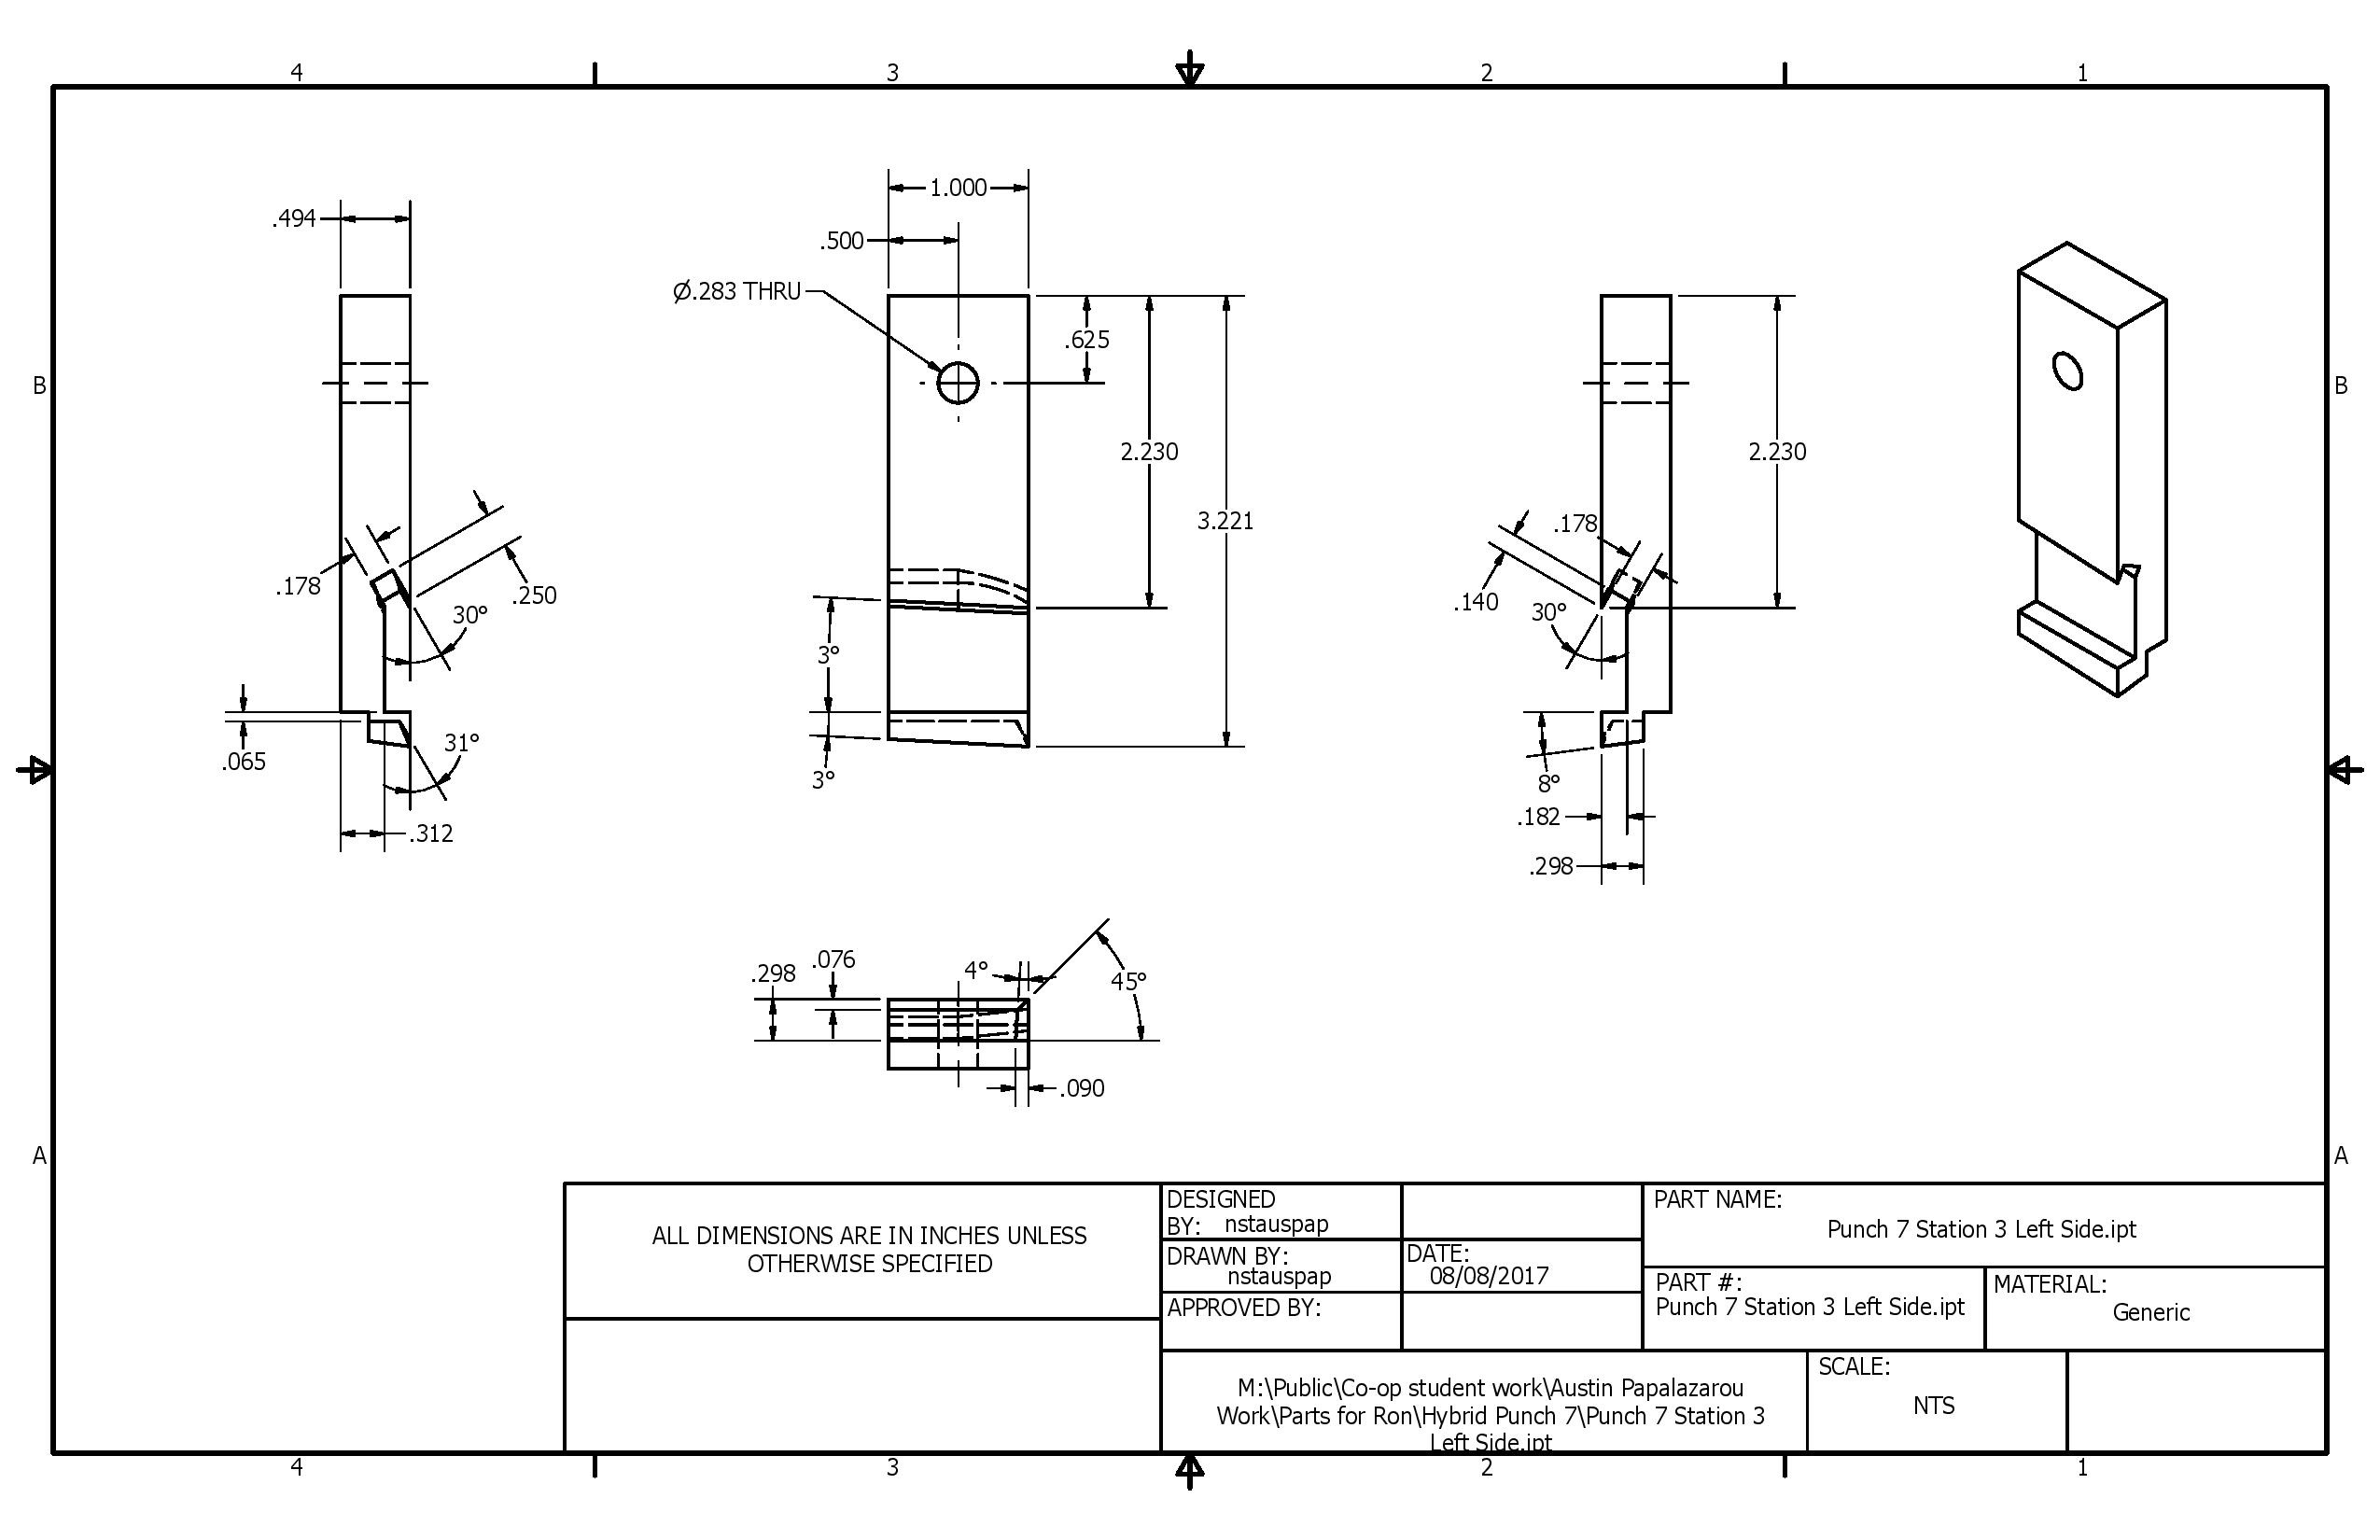 4 3 2 1
1.000
.494
.500
Ø.283 THRU
.625
B B
2.230 2.230
3.221
.178
.178
.250
.140
30°
30°
3°
31°
.065
3°
8°
.312
.182
.298
.076
.298
4°
45°
.090
A A
ALL DIMENSIONS ARE IN INCHES UNLESS
OTHERWISE SPECIFIED
DESIGNED
BY: nstauspap
DRAWN BY:
nstauspap
DATE:
08/08/2017
APPROVED BY:
PART NAME:
Punch 7 Station 3 Left Side.ipt
PART #:
Punch 7 Station 3 Left Side.ipt
MATERIAL:
Generic
M:\Public\Co-op student work\Austin Papalazarou
Work\Parts for Ron\Hybrid Punch 7\Punch 7 Station 3
Left Side.ipt
SCALE:
NTS
4 3 2 1